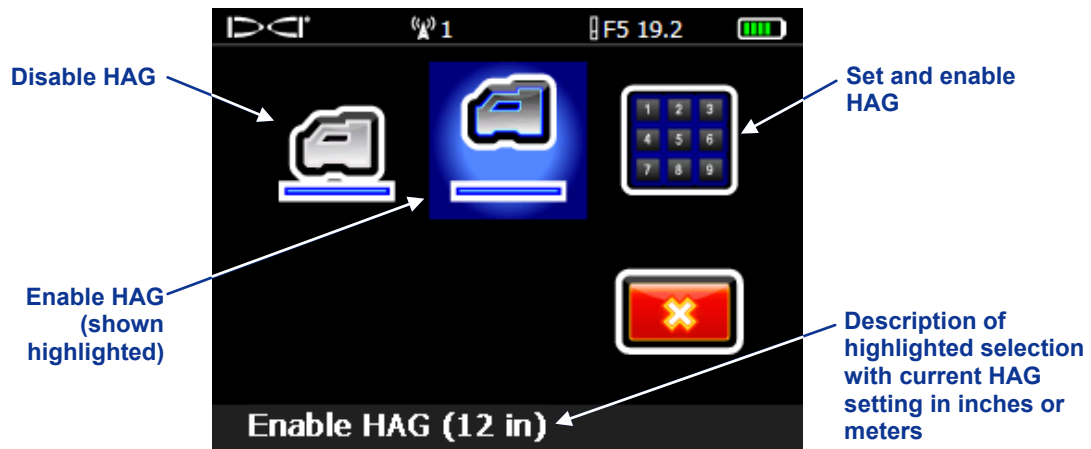 DCI
1
F5 19.2
Disable HAG
Set and enable
HAG
1 2 3
4 5 6
7 8 9
Enable HAG
(shown
highlighted)
Description of
highlighted selection
with current HAG
setting in inches or
meters
Enable HAG (12 in)